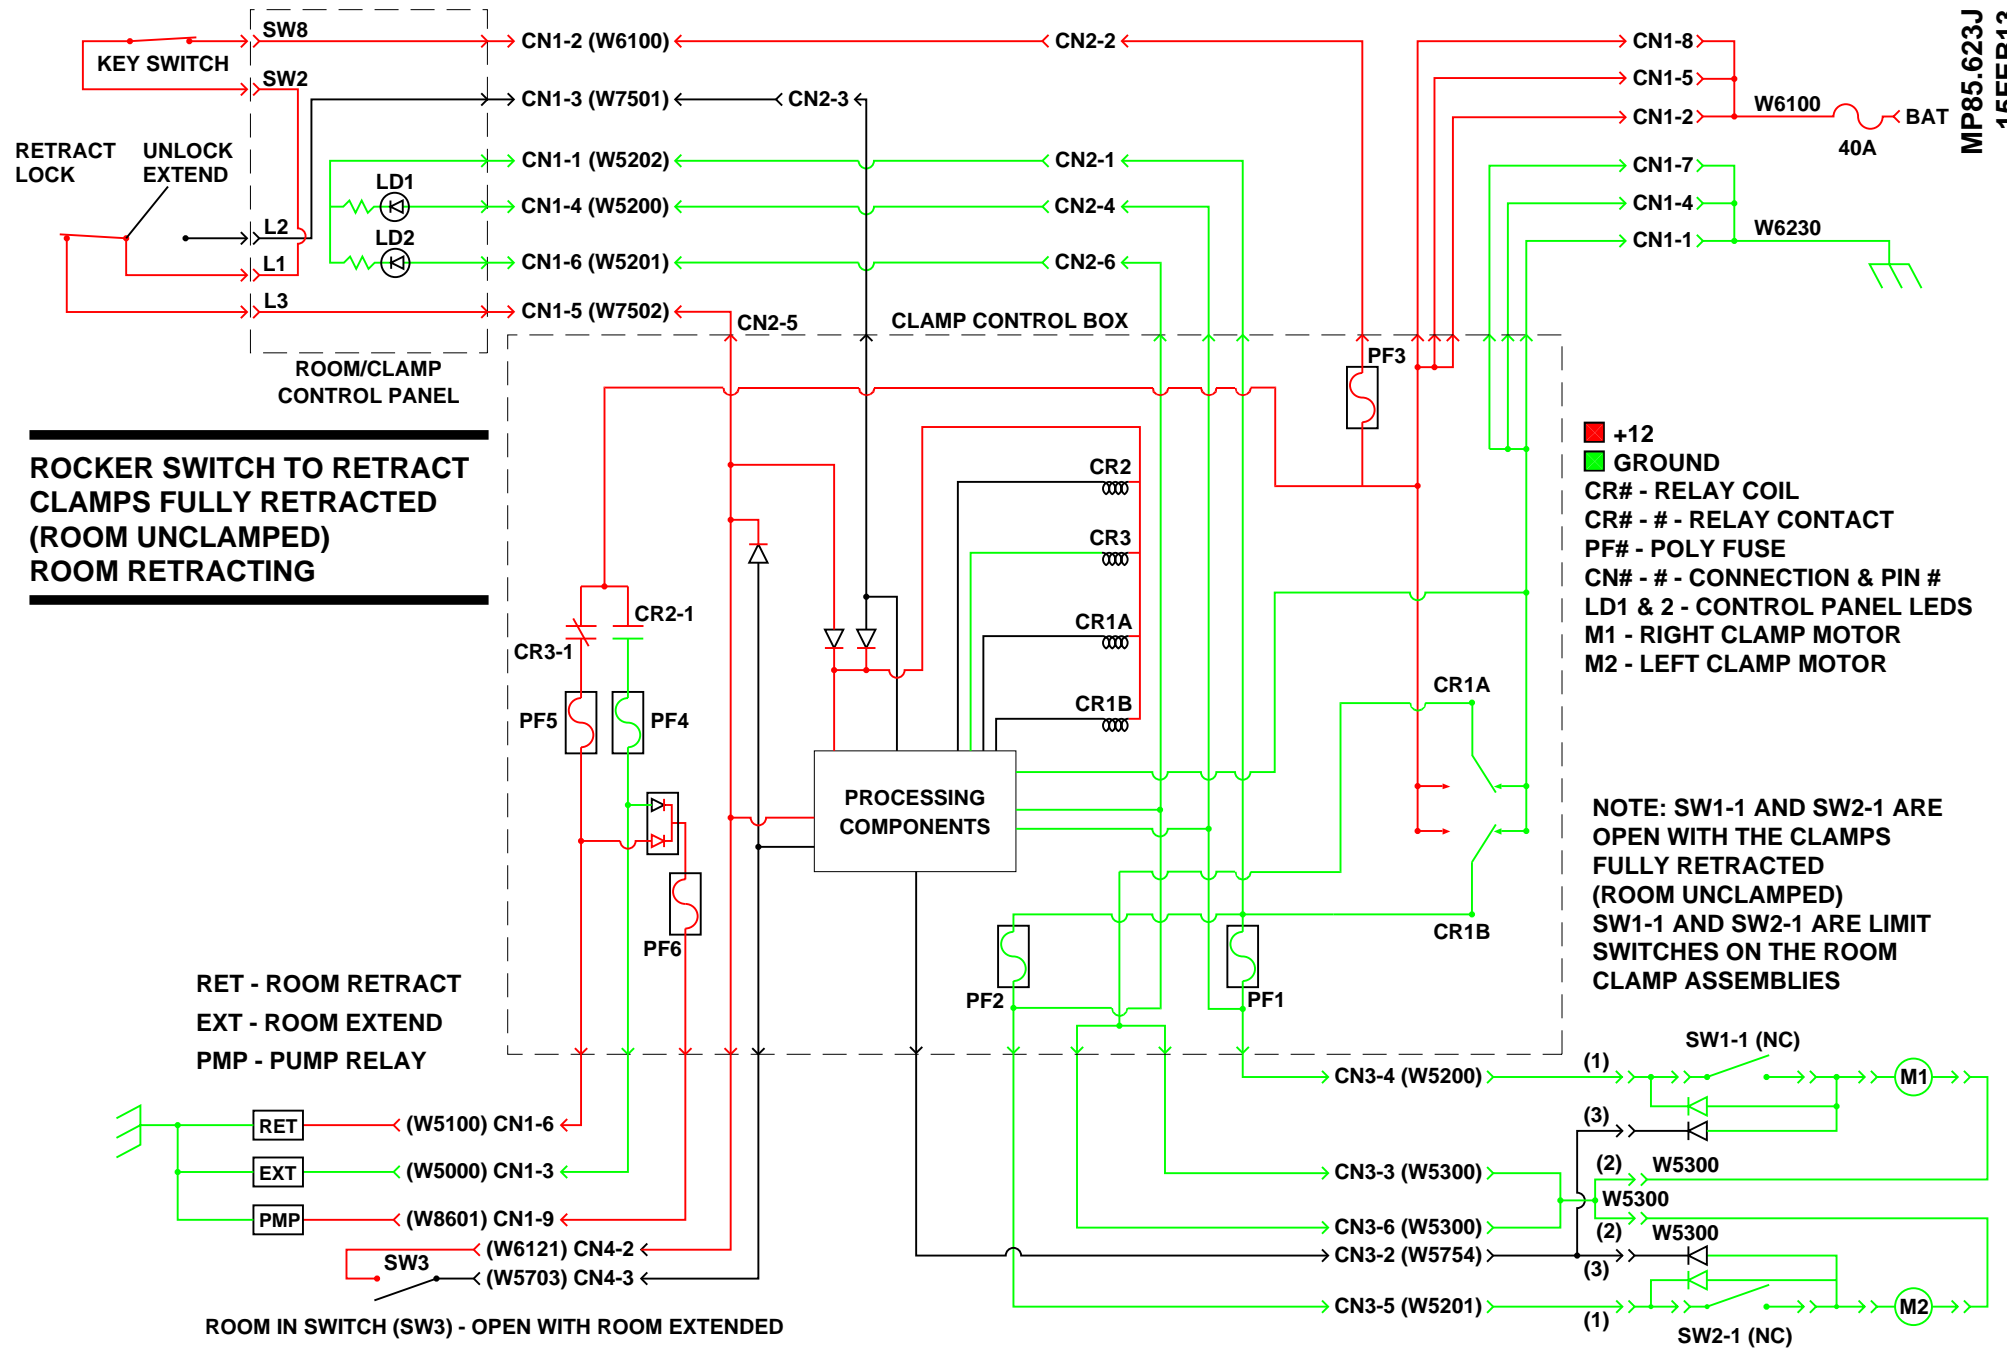 MP85.623J
15FEB13
SW8
KEY SWITCH
SW2
RETRACT
LOCK
UNLOCK
EXTEND
LD1
LD2
L2
L1
L3
ROOM/CLAMP
CONTROL PANEL
CN1-2 (W6100)
CN1-3 (W7501)
CN1-1 (W5202)
CN1-4 (W5200)
CN1-6 (W5201)
CN1-5 (W7502)
CN2-2
CN2-3
CN2-1
CN2-4
CN2-6
CN2-5
CLAMP CONTROL BOX
CN1-8
CN1-5
CN1-2
W6100
40A
BAT
CN1-7
CN1-4
CN1-1
W6230
ROCKER SWITCH TO RETRACT
CLAMPS FULLY RETRACTED
(ROOM UNCLAMPED)
ROOM RETRACTING
PF3
CR2
CR3
CR1A
CR1B
CR2-1
CR3-1
PF5
PF4
PF6
PROCESSING
COMPONENTS
CR1A
CR1B
PF2
PF1
+12
GROUND
CR# - RELAY COIL
CR# - # - RELAY CONTACT
PF# - POLY FUSE
CN# - # - CONNECTION & PIN #
LD1 & 2 - CONTROL PANEL LEDS
M1 - RIGHT CLAMP MOTOR
M2 - LEFT CLAMP MOTOR
NOTE: SW1-1 AND SW2-1 ARE
OPEN WITH THE CLAMPS
FULLY RETRACTED
(ROOM UNCLAMPED)
SW1-1 AND SW2-1 ARE LIMIT
SWITCHES ON THE ROOM
CLAMP ASSEMBLIES
RET - ROOM RETRACT
EXT - ROOM EXTEND
PMP - PUMP RELAY
RET
(W5100) CN1-6
EXT
(W5000) CN1-3
PMP
(W8601) CN1-9
(W6121) CN4-2
SW3
(W5703) CN4-3
ROOM IN SWITCH (SW3) - OPEN WITH ROOM EXTENDED
CN3-4 (W5200)
CN3-3 (W5300)
CN3-6 (W5300)
CN3-2 (W5754)
CN3-5 (W5201)
SW1-1 (NC)
(1)
M1
(3)
(2)
W5300
W5300
(2)
W5300
(3)
(1)
M2
SW2-1 (NC)